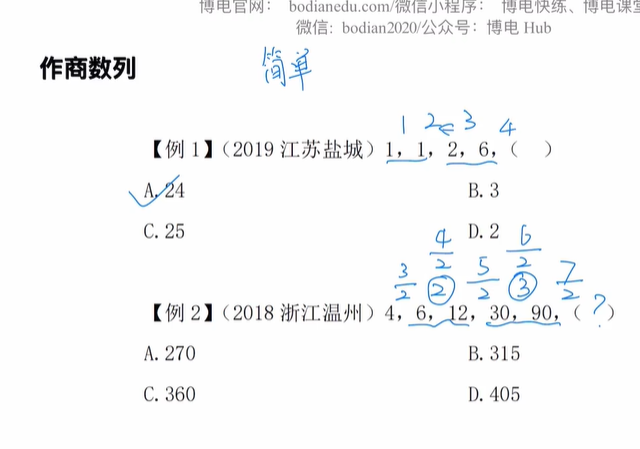 博电官网： bodianedu.com/微信小程序： 博电快练、博电课堂
微信: bodian2020/公众号：博电 Hub
作商数列 简单
1 2 3 4
【例 1】（2019 江苏盐城）1，1，2，6，（ ）
A. 24 B. 3
C. 25 D. 2
3/2 4/2 ② 5/2 6/2 ③ 7/2
【例 2】（2018 浙江温州）4，6，12，30，90，（ ? ）
A. 270 B. 315
C. 360 D. 405